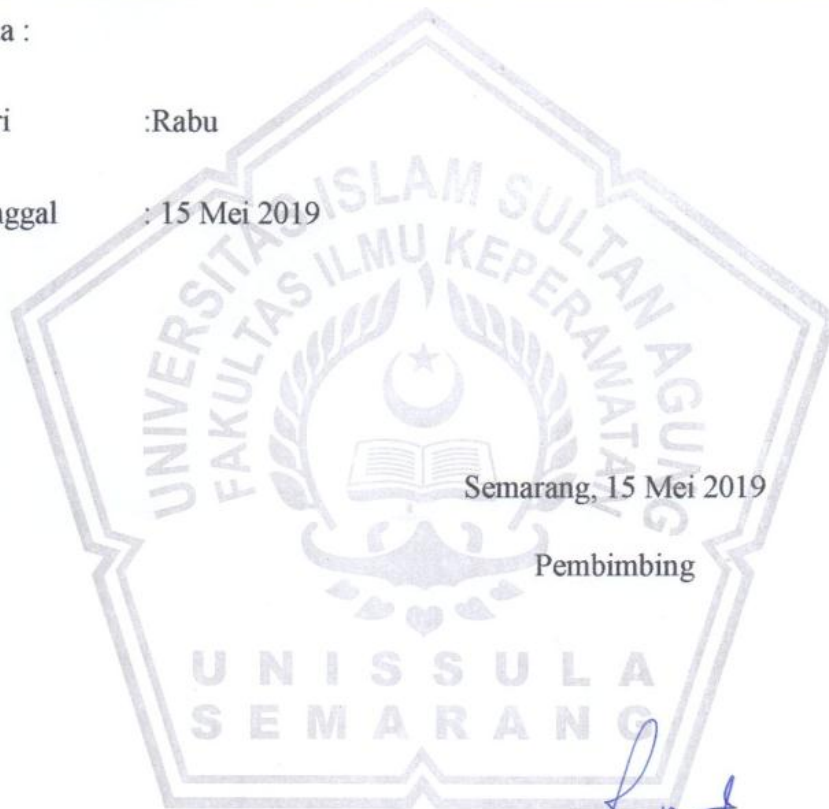 a :
ri :Rabu
nggal : 15 Mei 2019
UNIVERSITAS ISLAM SULTAN AGUNG
FAKULTAS ILMU KEPERAWATAN
Semarang, 15 Mei 2019
Pembimbing
UNISSULA
SEMARANG